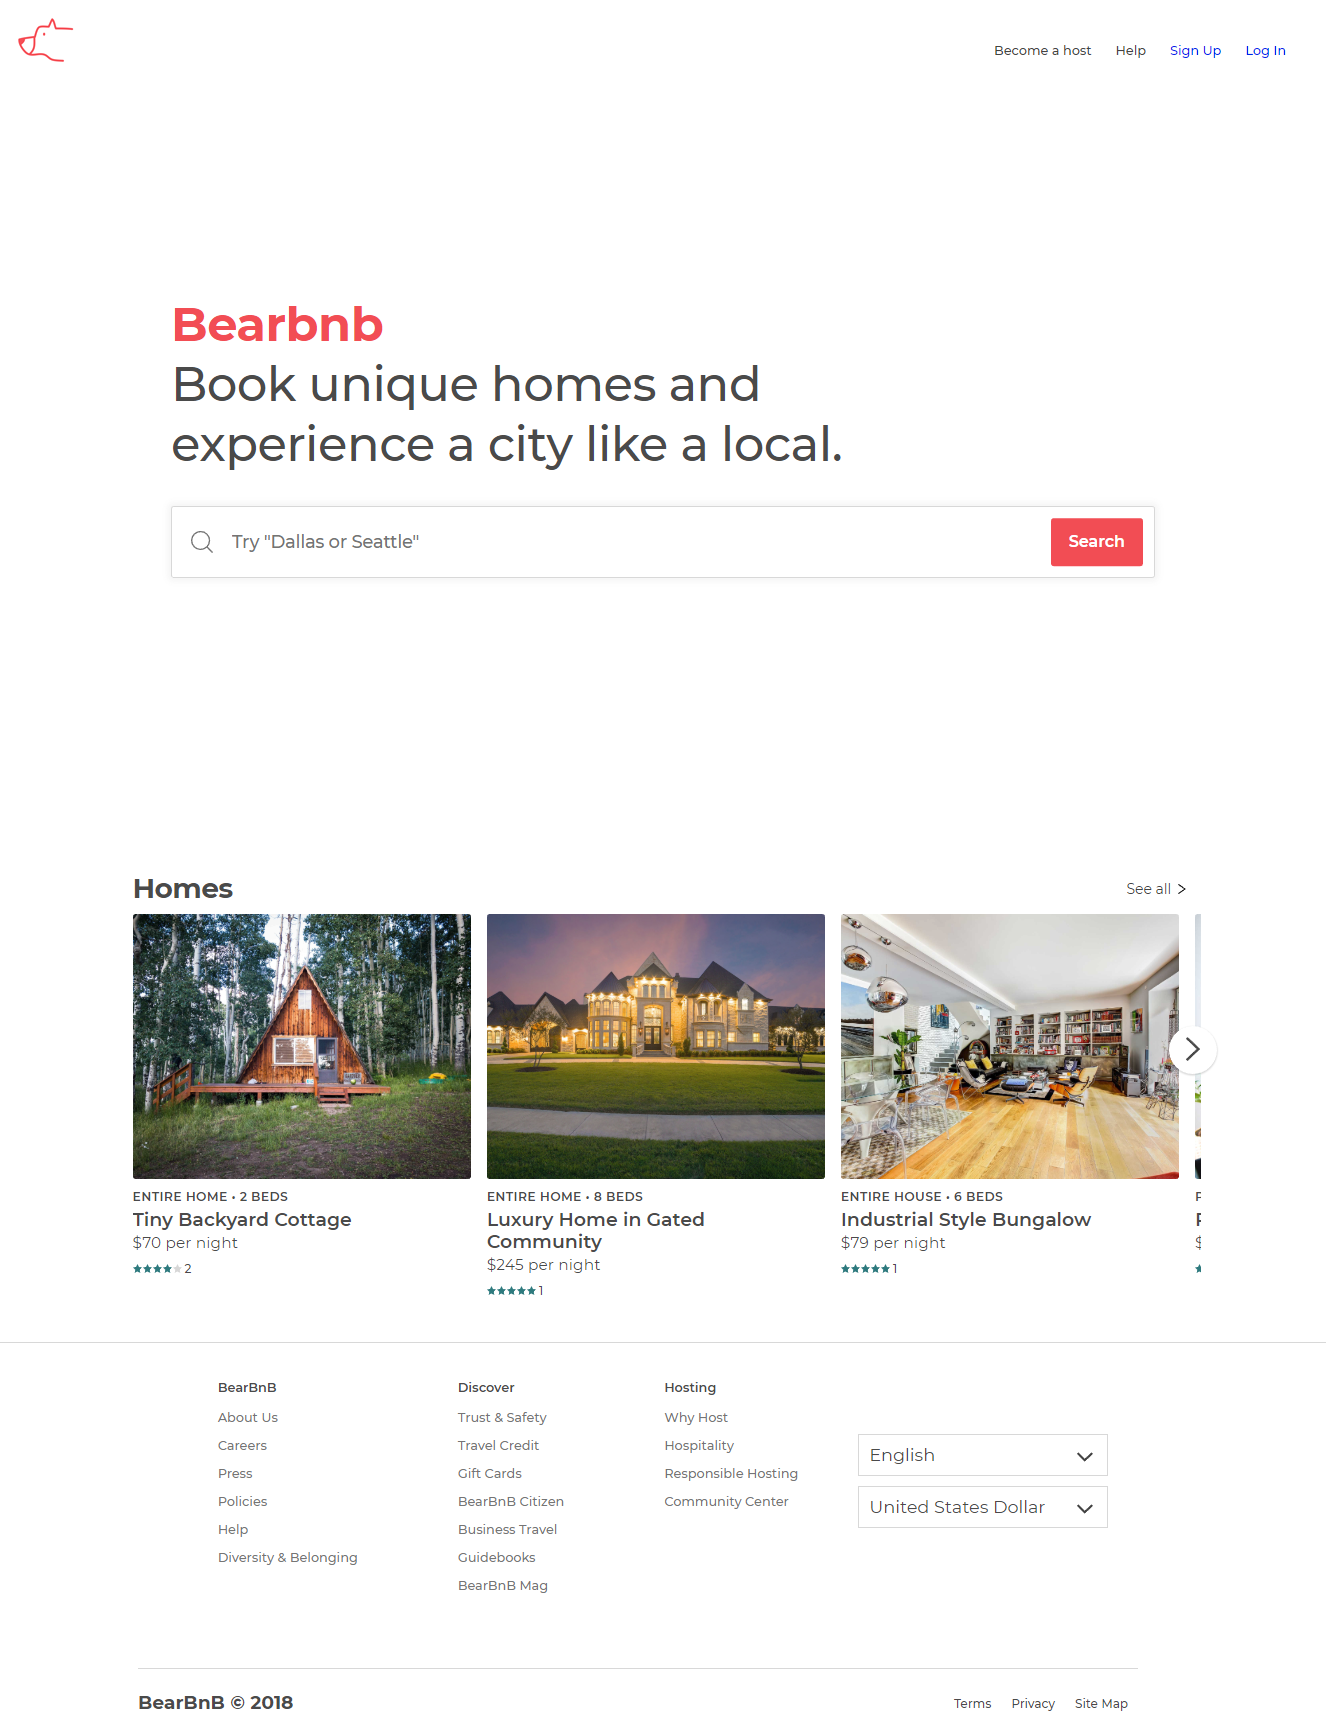 Become a host Help Sign Up Log In
Bearbnb
Book unique homes and
experience a city like a local.
Try "Dallas or Seattle"
Search
Homes
See all
ENTIRE HOME • 2 BEDS
Tiny Backyard Cottage
$70 per night
2
ENTIRE HOME • 8 BEDS
Luxury Home in Gated
Community
$245 per night
1
ENTIRE HOUSE • 6 BEDS
Industrial Style Bungalow
$79 per night
1
BearBnB
About Us
Careers
Press
Policies
Help
Diversity & Belonging
Discover
Trust & Safety
Travel Credit
Gift Cards
BearBnB Citizen
Business Travel
Guidebooks
BearBnB Mag
Hosting
Why Host
Hospitality
Responsible Hosting
Community Center
English
United States Dollar
BearBnB © 2018
Terms Privacy Site Map